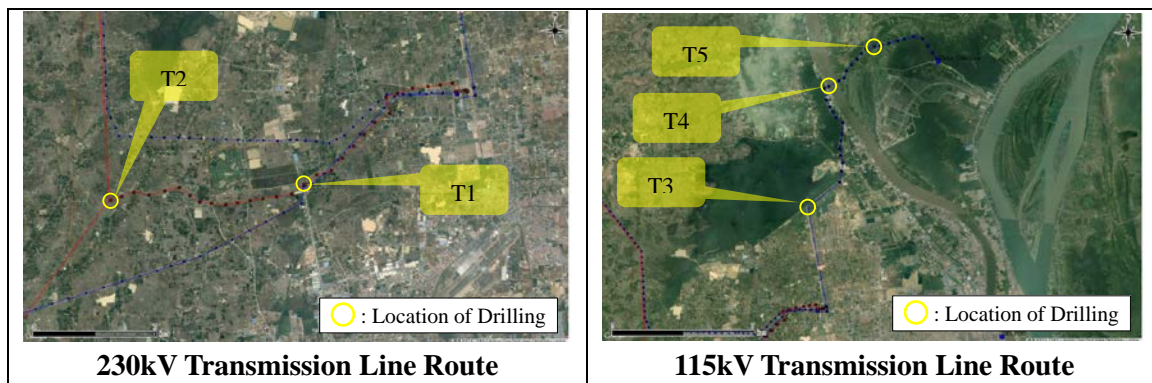 T2
T1
: Location of Drilling
230kV Transmission Line Route
T5
T4
T3
: Location of Drilling
115kV Transmission Line Route